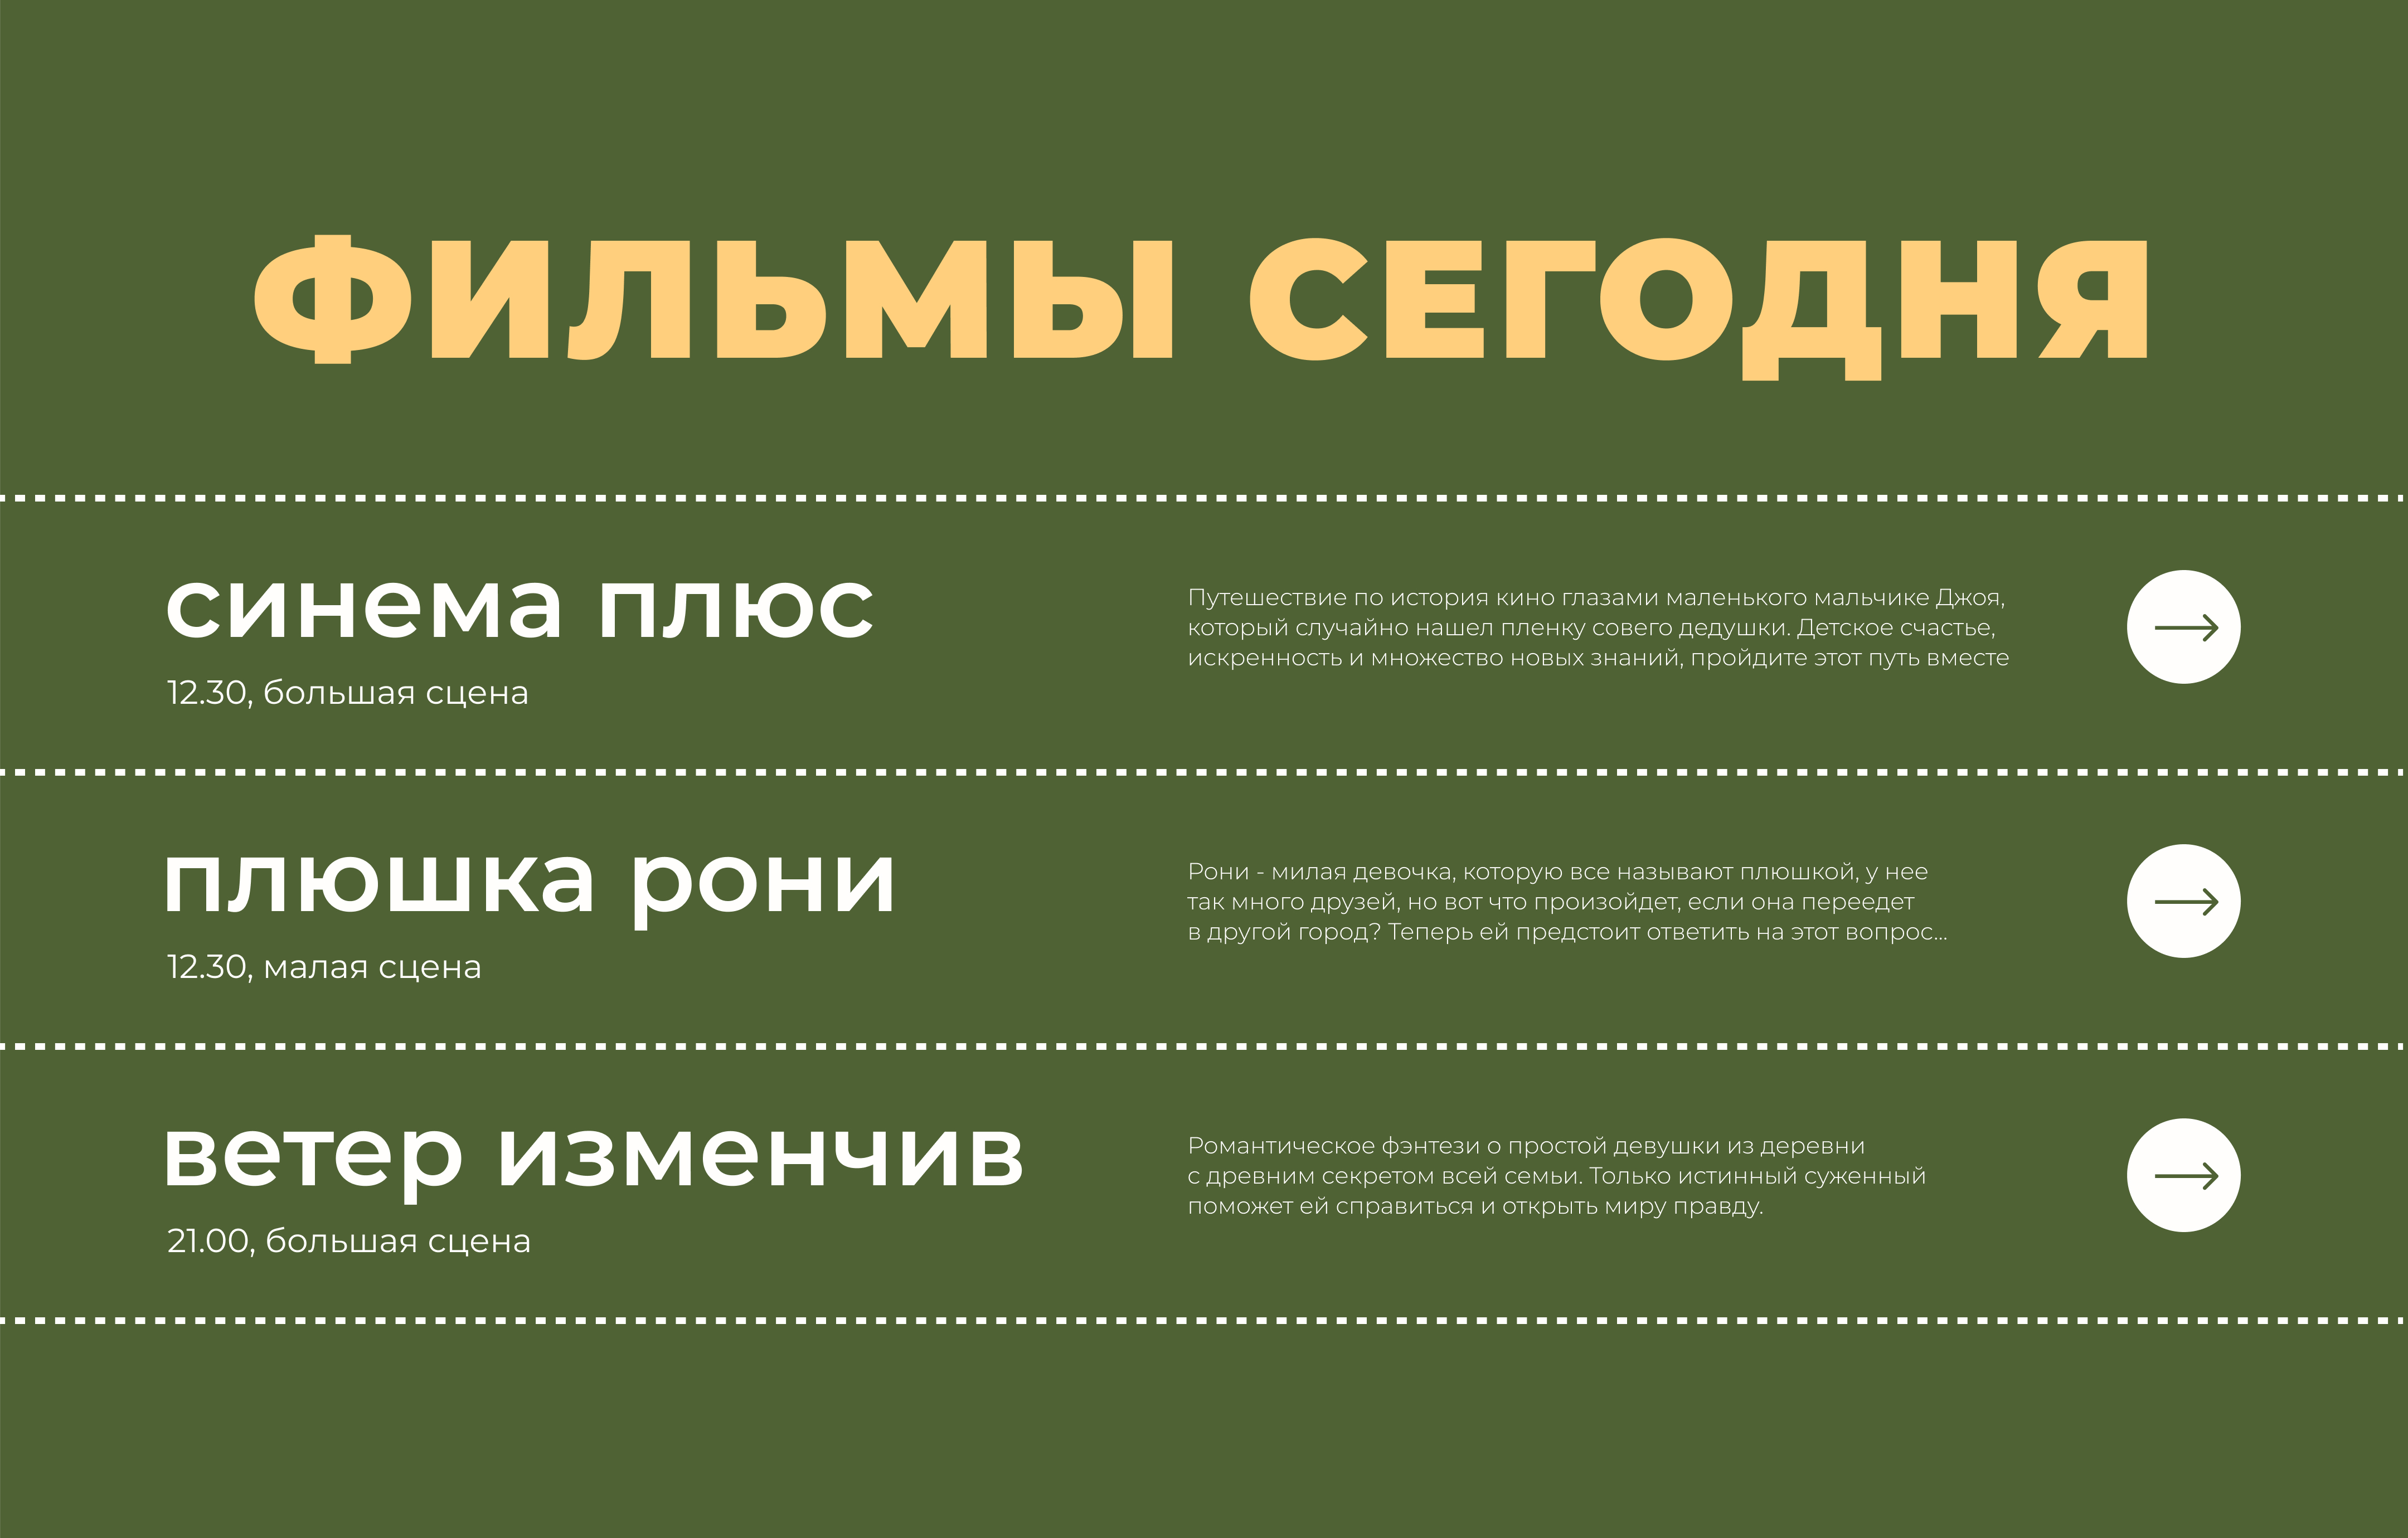 ФИЛЬМЫ СЕГОДНЯ
синема плюс
12.30, большая сцена
Путешествие по история кино глазами маленького мальчике Джоя,
который случайно нашел пленку совего дедушки. Детское счастье,
искренность и множество новых знаний, пройдите этот путь вместе
плюшка рони
12.30, малая сцена
Рони - милая девочка, которую все называют плюшкой, у нее
так много друзей, но вот что произойдет, если она переедет
в другой город? Теперь ей предстоит ответить на этот вопрос...
ветер изменчив
21.00, большая сцена
Романтическое фэнтези о простой девушки из деревни
с древним секретом всей семьи. Только истинный суженный
поможет ей справиться и открыть миру правду.